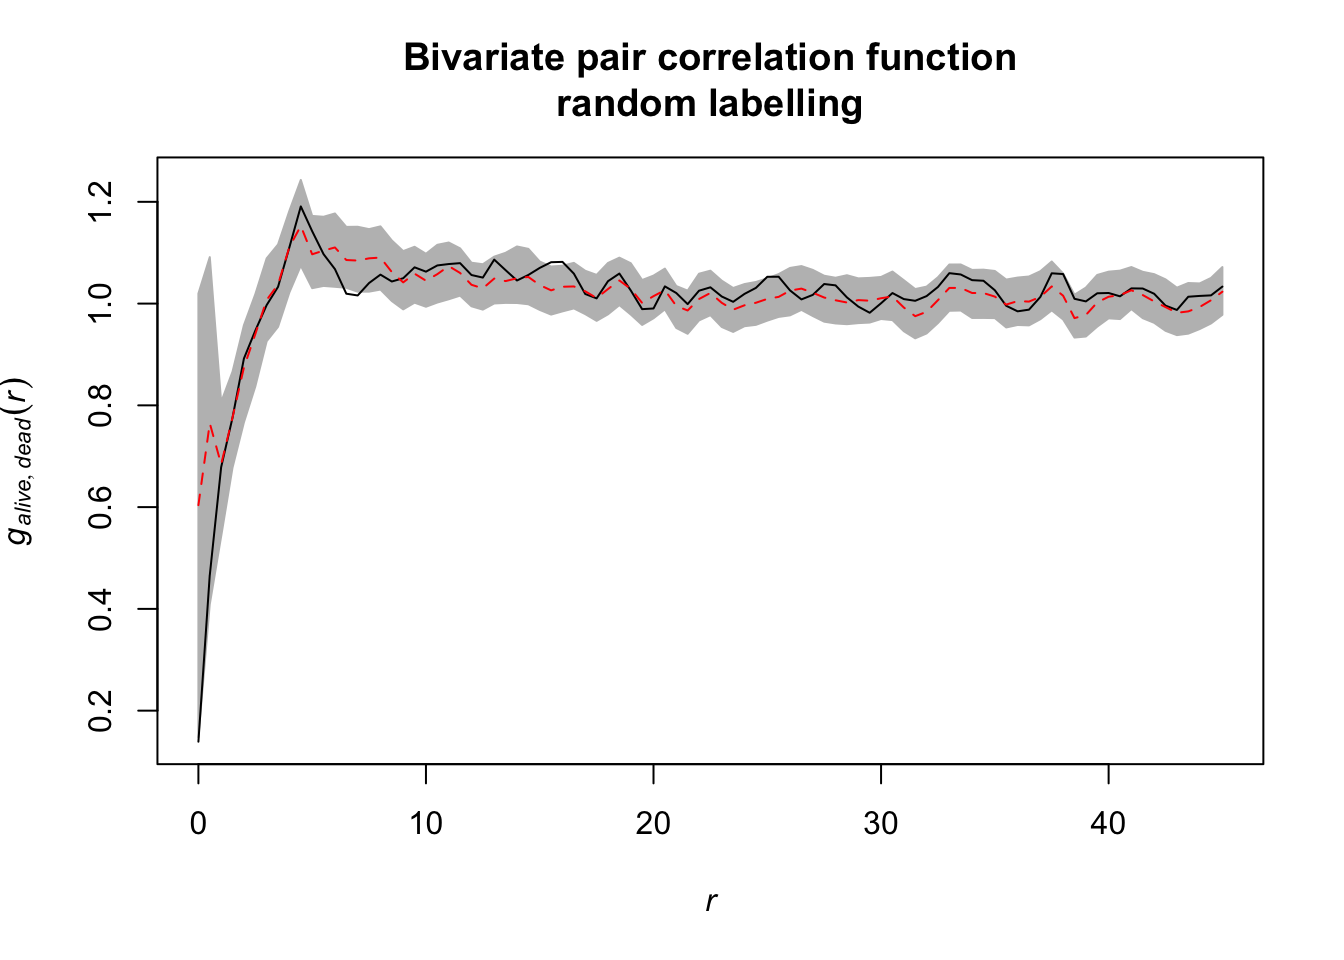 Bivariate pair correlation function
random labelling
1.2
1.0
0.8
0.6
0.4
0.2
g_alive, dead(r)
0 10 20 30 40
r